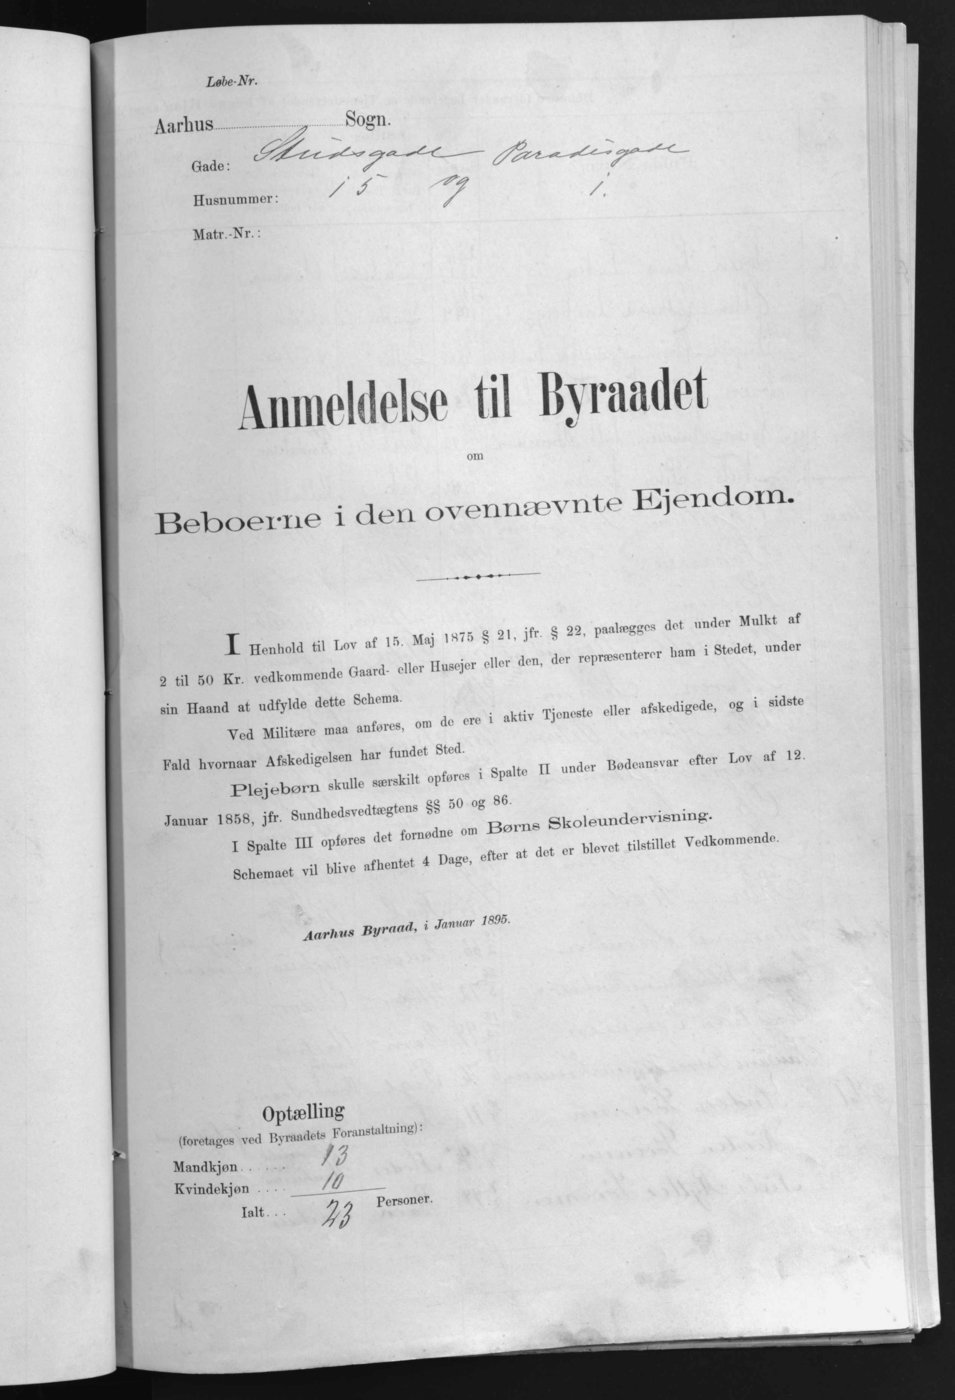 Løbe-Nr.
Aarhus Sogn.
Gade: Studsgade Paradisgade
Husnummer: 15 og 1.
Matr.-Nr.:
Anmeldelse til Byraadet
om
Beboerne i den ovennævnte Ejendom.
I Henhold til Lov af 15. Maj 1875 § 21, jfr. § 22, paalægges det under Mulkt af
2 til 50 Kr. vedkommende Gaard- eller Husejer eller den, der repræsenterer ham i Stedet, under
sin Haand at udfylde dette Schema.
Ved Militære maa anføres, om de ere i aktiv Tjeneste eller afskedigede, og i sidste
Fald hvornaar Afskedigelsen har fundet Sted.
Plejebørn skulle særskilt opføres i Spalte II under Bødeansvar efter Lov af 12.
Januar 1858, jfr. Sundhedsvedtægtens §§ 50 og 86.
I Spalte III opføres det fornødne om Børns Skoleundervisning.
Schemaet vil blive afhentet 4 Dage, efter at det er blevet tilstillet Vedkommende.
Aarhus Byraad, i Januar 1895.
Optælling
(foretages ved Byraadets Foranstaltning):
Mandkjøn . . . . . . 13
Kvindekjøn . . . . 10
Ialt . . . 23 Personer.